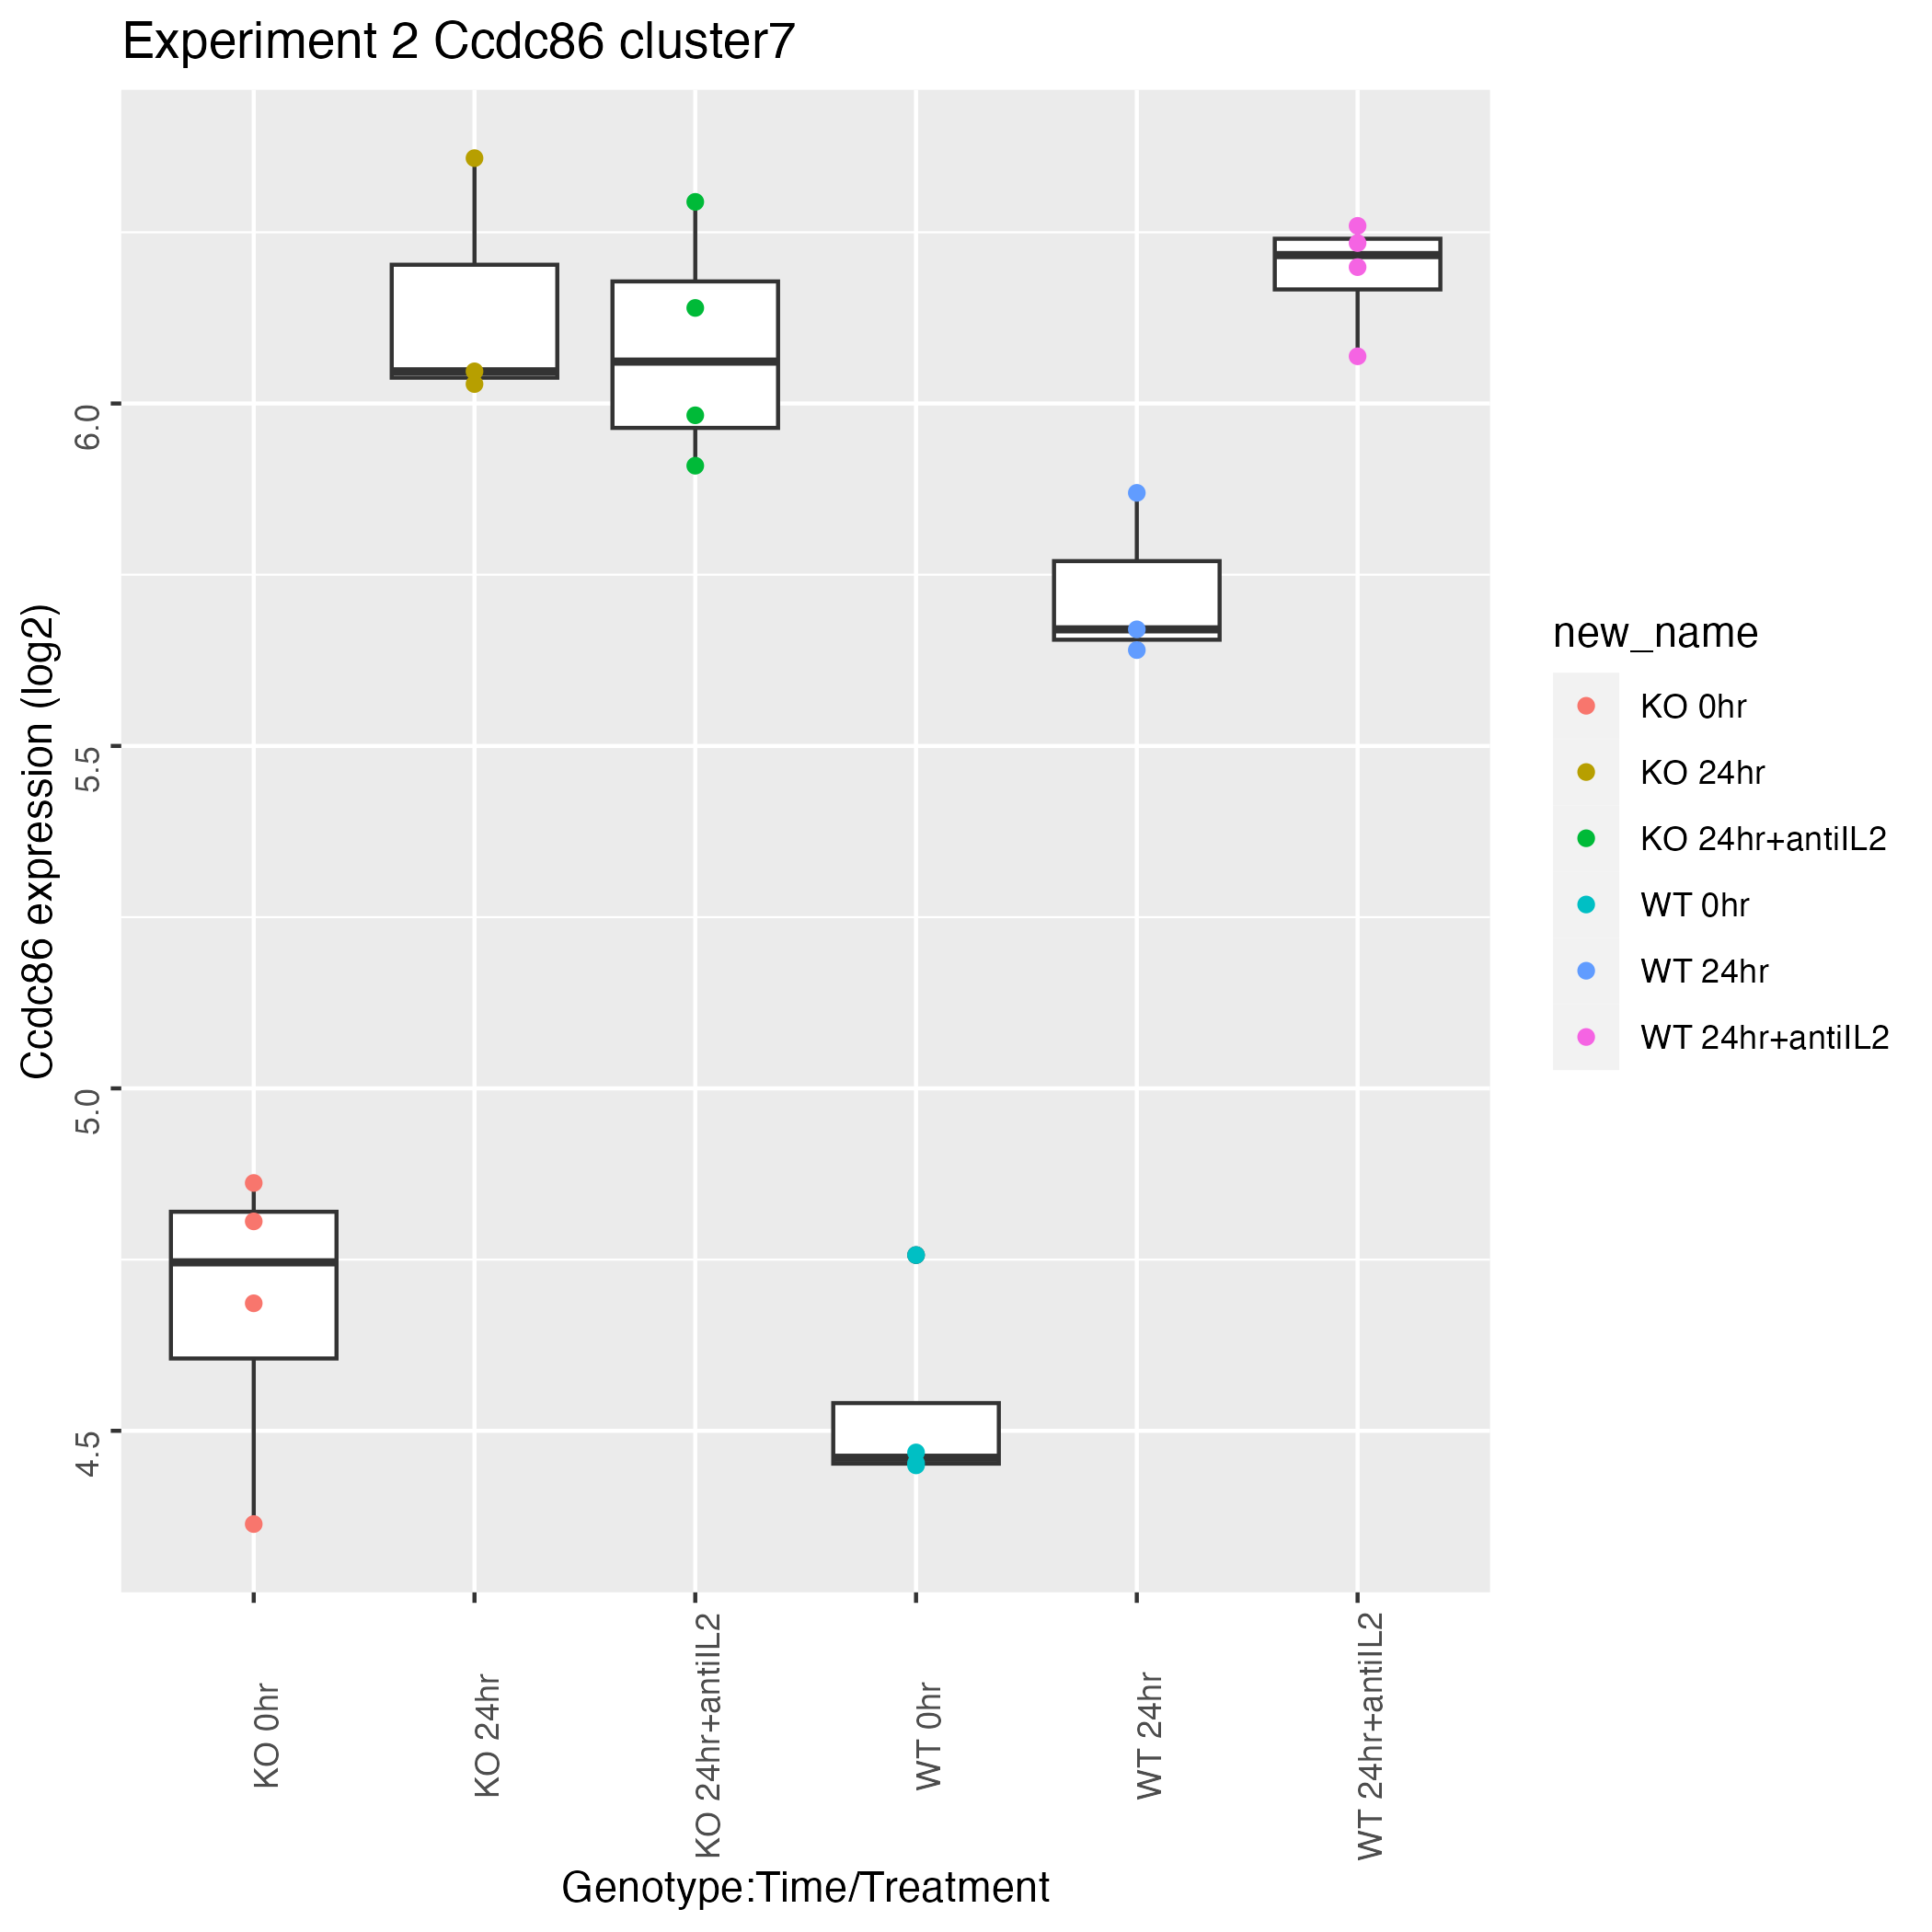 Experiment 2 Ccdc86 cluster7
Ccdc86 expression (log2)
6.0
5.5
5.0
4.5
KO 0hr
KO 24hr
KO 24hr+antiIL2
WT 0hr
WT 24hr
WT 24hr+antiIL2
Genotype:Time/Treatment
new_name
KO 0hr
KO 24hr
KO 24hr+antiIL2
WT 0hr
WT 24hr
WT 24hr+antiIL2